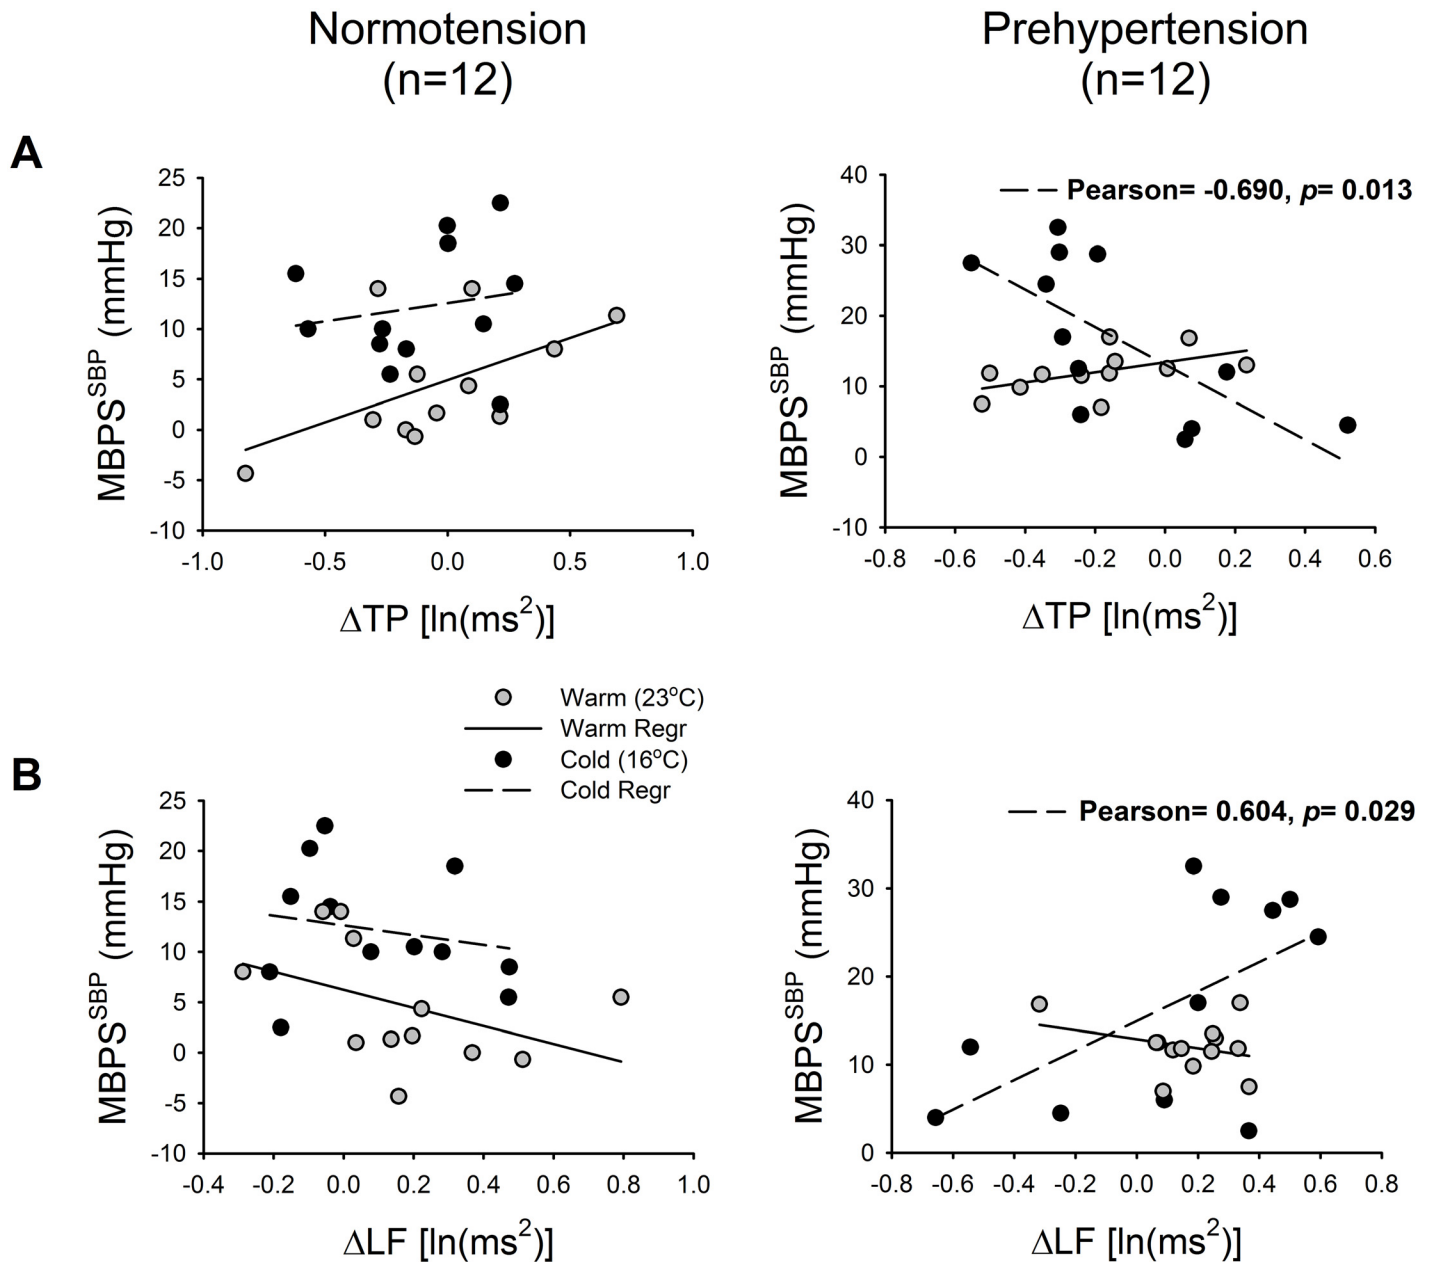 Normotension
(n=12)
Prehypertension
(n=12)
A
25
20
15
10
5
0
-5
-10
MBPS^SBP (mmHg)
-1.0 -0.5 0.0 0.5 1.0
ΔTP [ln(ms²)]
Pearson= -0.690, p= 0.013
40
30
20
10
0
-10
MBPS^SBP (mmHg)
-0.8 -0.6 -0.4 -0.2 0.0 0.2 0.4 0.6
ΔTP [ln(ms²)]
Warm (23°C)
Warm Regr
Cold (16°C)
Cold Regr
B
25
20
15
10
5
0
-5
-10
MBPS^SBP (mmHg)
-0.4 -0.2 0.0 0.2 0.4 0.6 0.8 1.0
ΔLF [ln(ms²)]
Pearson= 0.604, p= 0.029
40
30
20
10
0
MBPS^SBP (mmHg)
-0.8 -0.6 -0.4 -0.2 0.0 0.2 0.4 0.6 0.8
ΔLF [ln(ms²)]